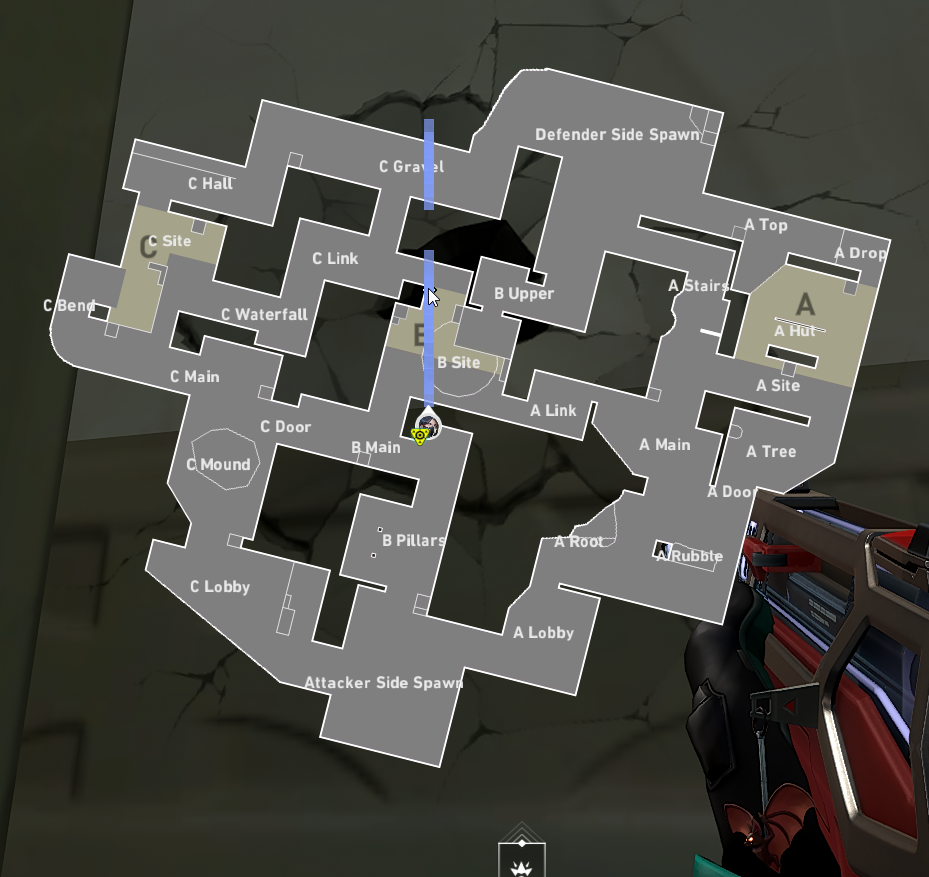 Defender Side Spawn
C Gravel
C Hall
A Top
C Site
C
A Drop
C Link
A Stairs
B Upper
C Bend
A
C Waterfall
A Hut
B Site
C Main
A Site
A Link
C Door
A Main
B Main
A Tree
C Mound
A Door
B Pillars
A Root
A Rubble
C Lobby
A Lobby
Attacker Side Spawn